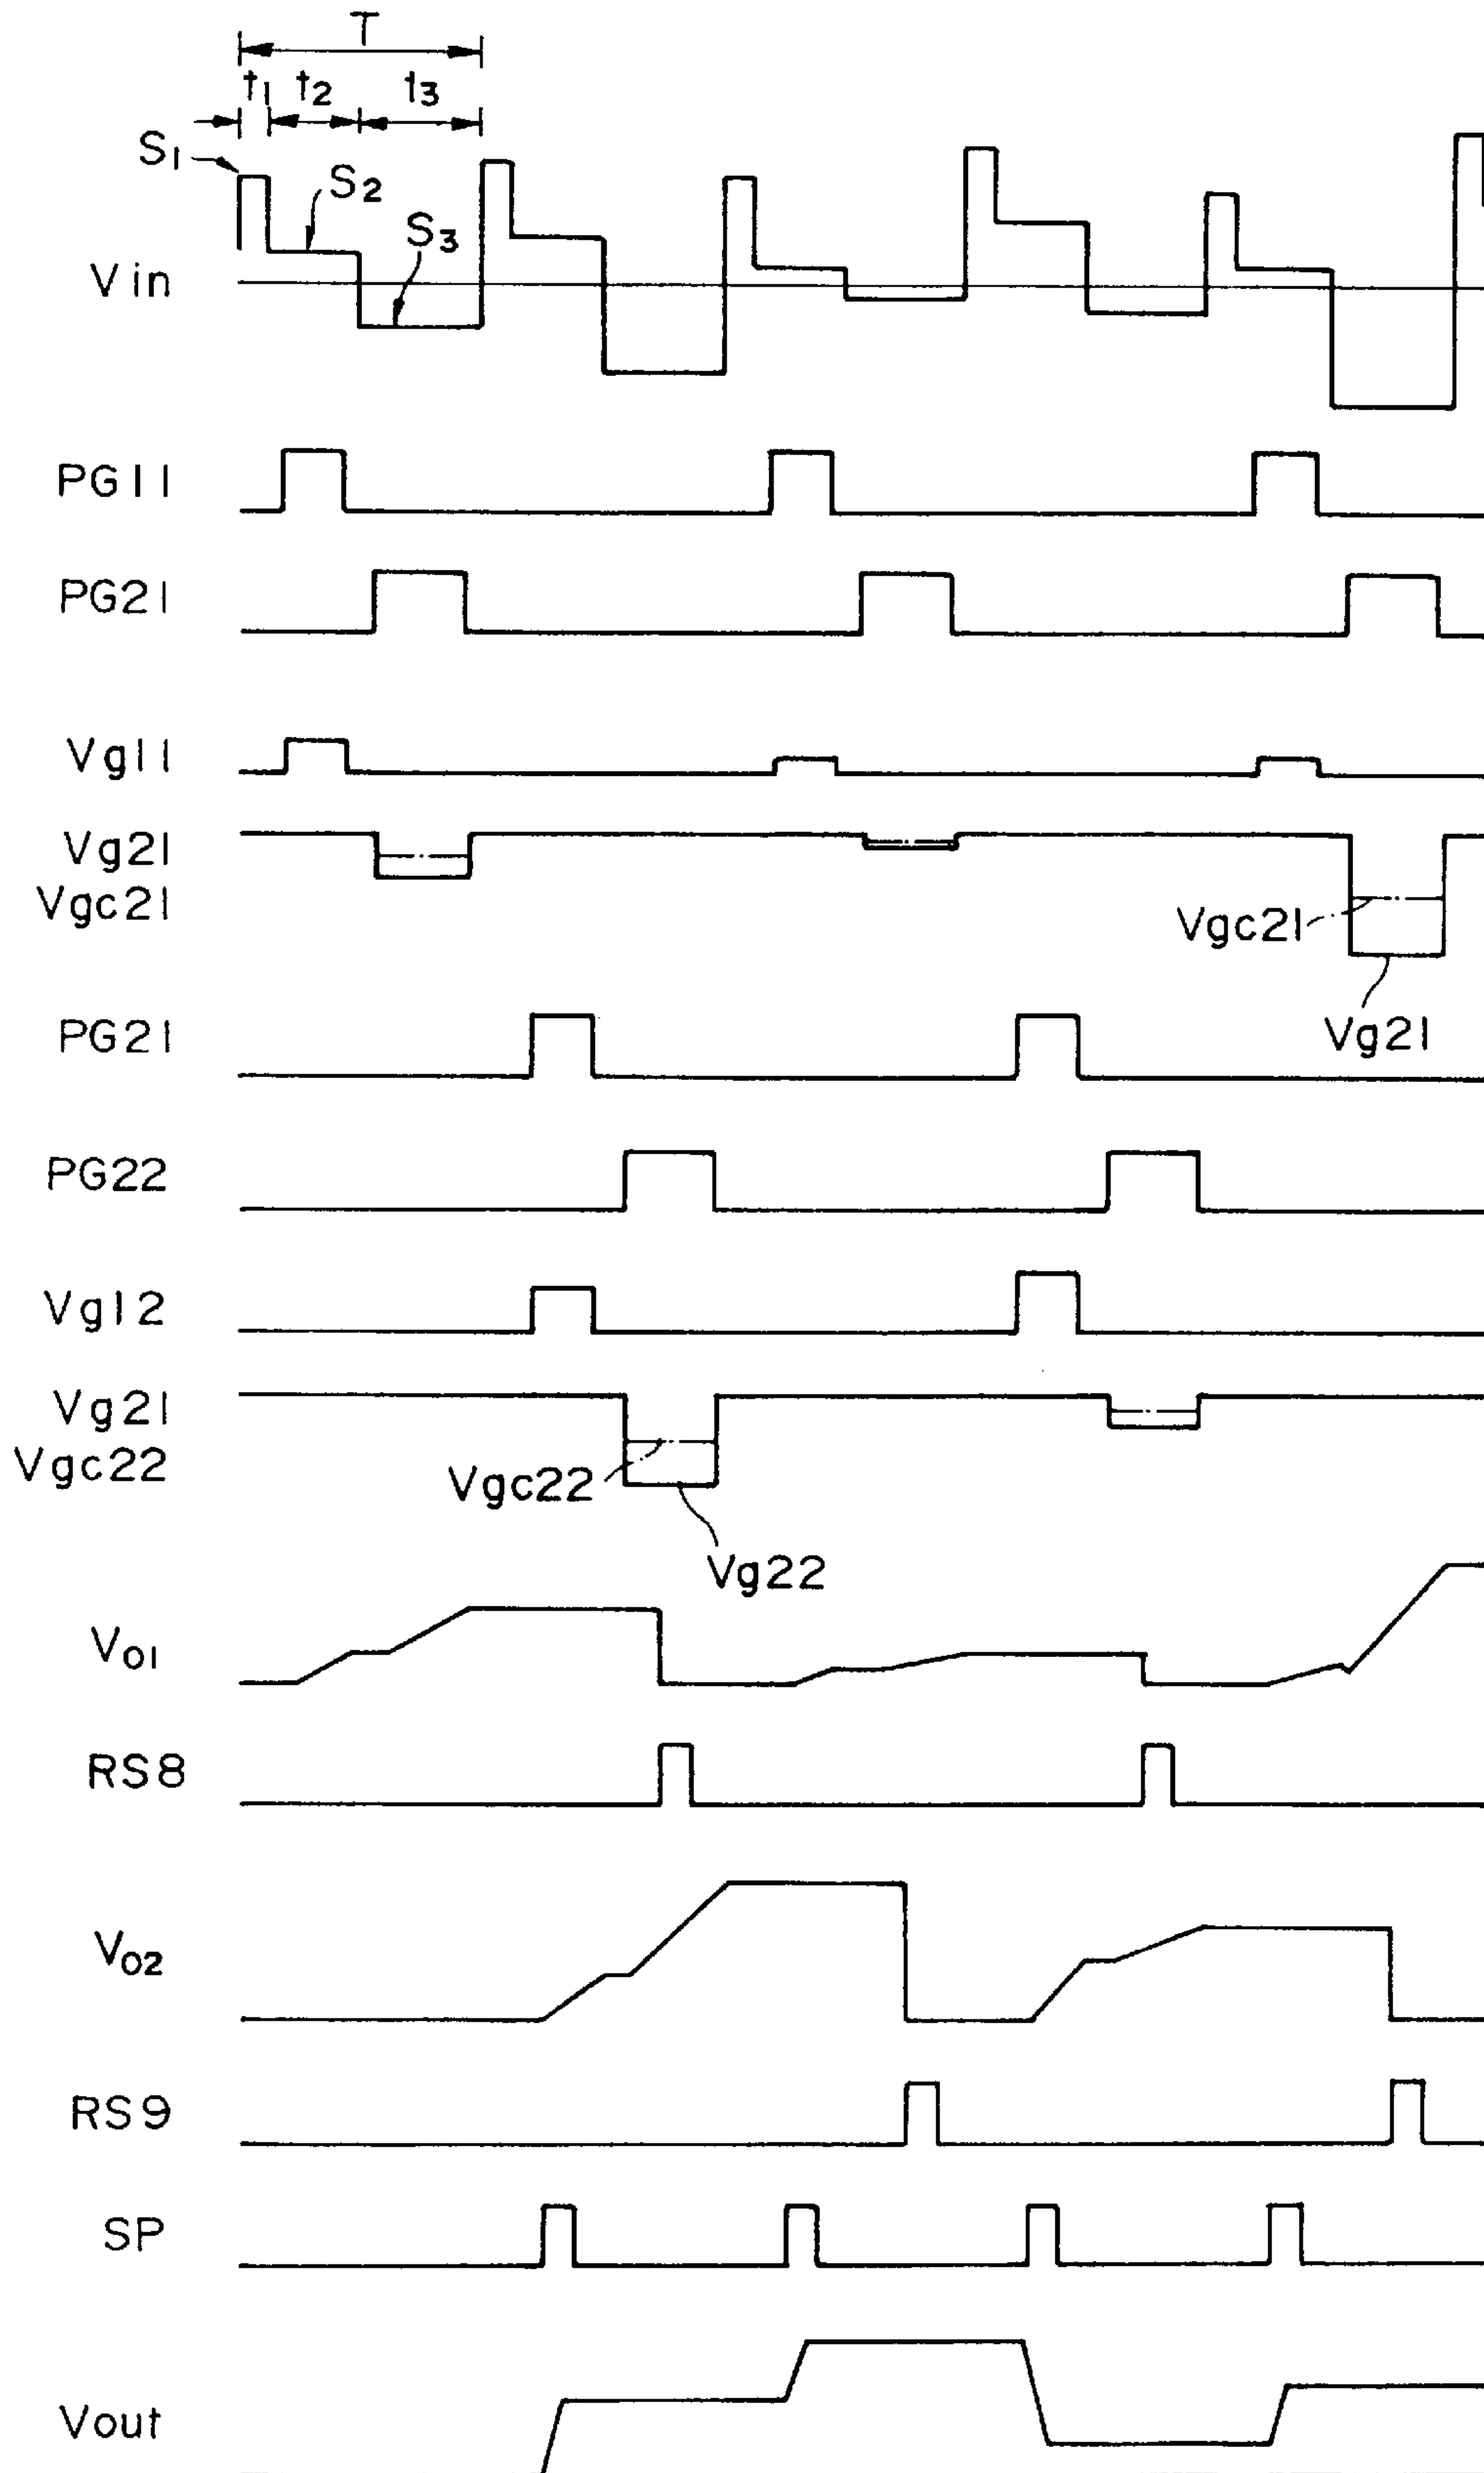 T
t1 t2 t3
S1
S2
S3
Vin
PG11
PG21
Vg11
Vg21
Vgc21
Vgc21
Vg21
PG21
PG22
Vg12
Vg21
Vgc22
Vgc22
Vg22
Vo1
RS8
Vo2
RS9
SP
Vout